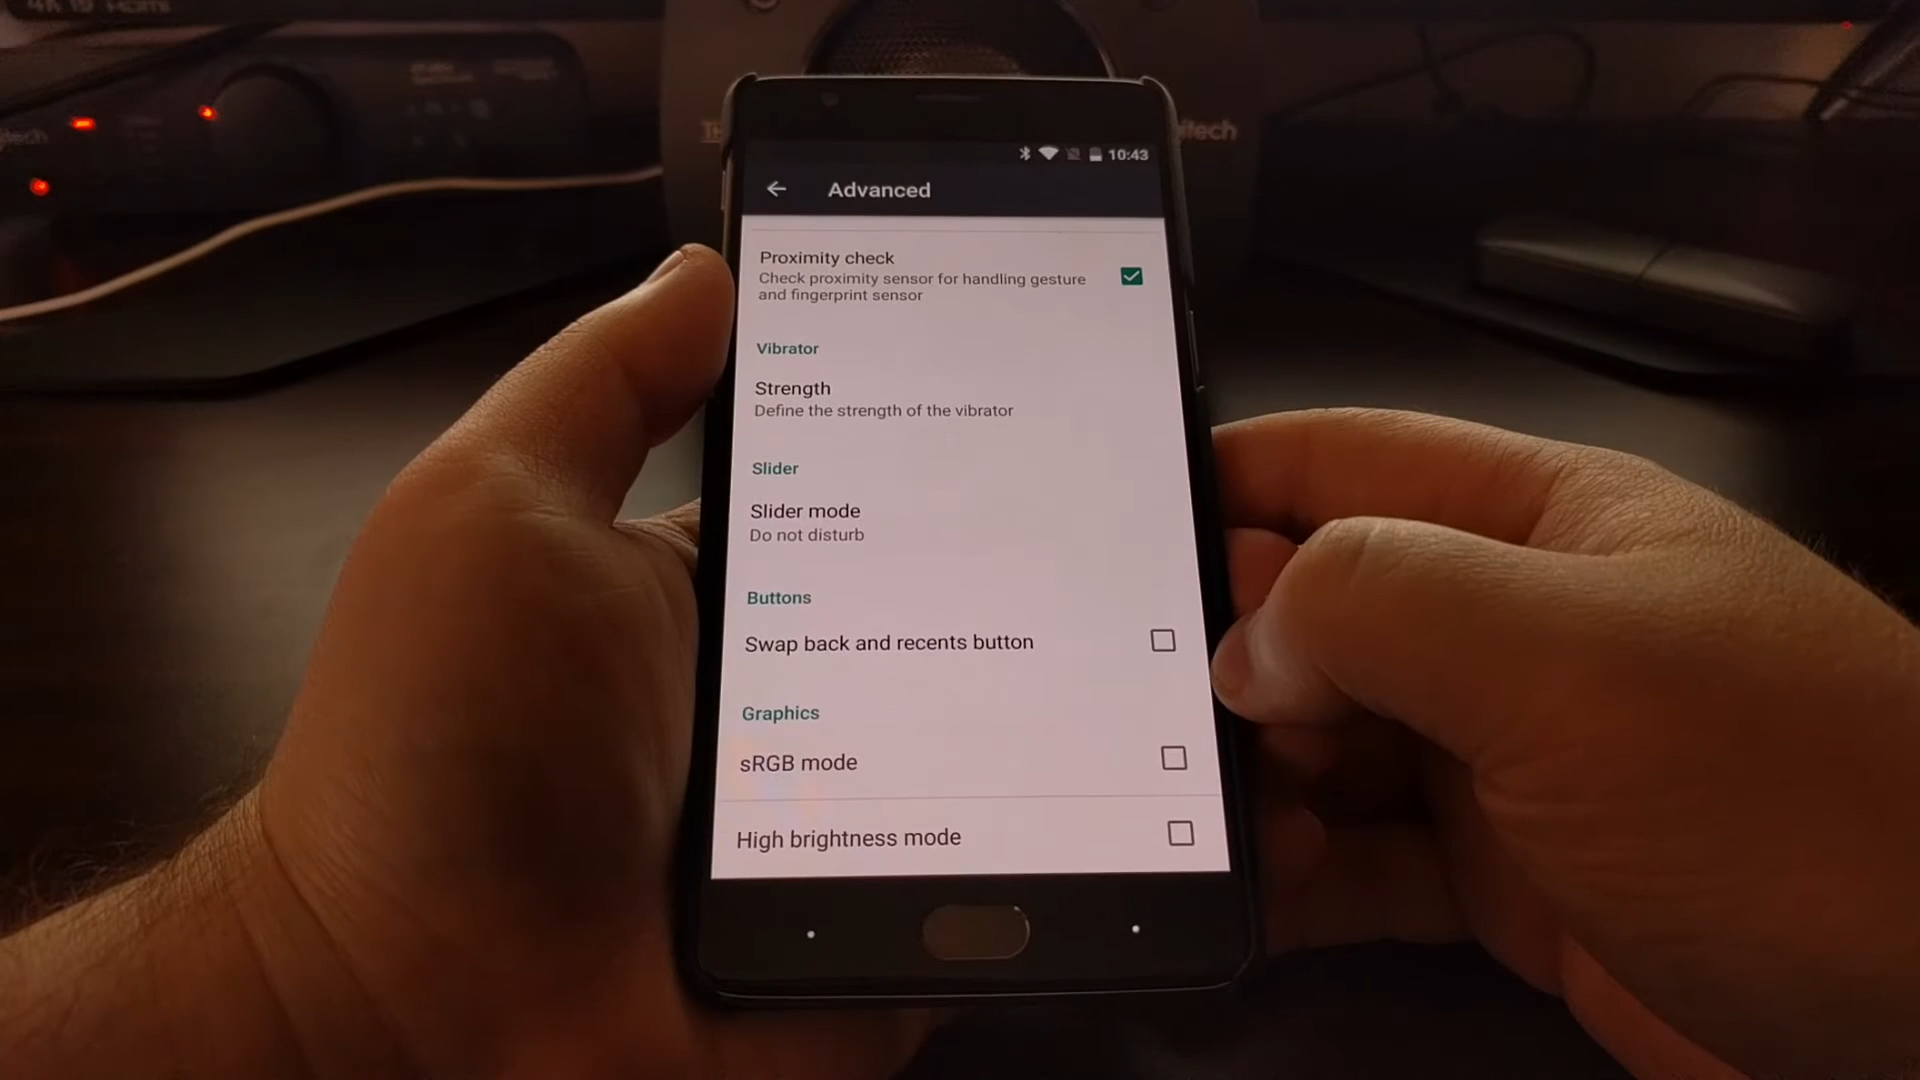 10:43
Advanced
Proximity check
Check proximity sensor for handling gesture
and fingerprint sensor
Vibrator
Strength
Define the strength of the vibrator
Slider
Slider mode
Do not disturb
Buttons
Swap back and recents button
Graphics
sRGB mode
High brightness mode